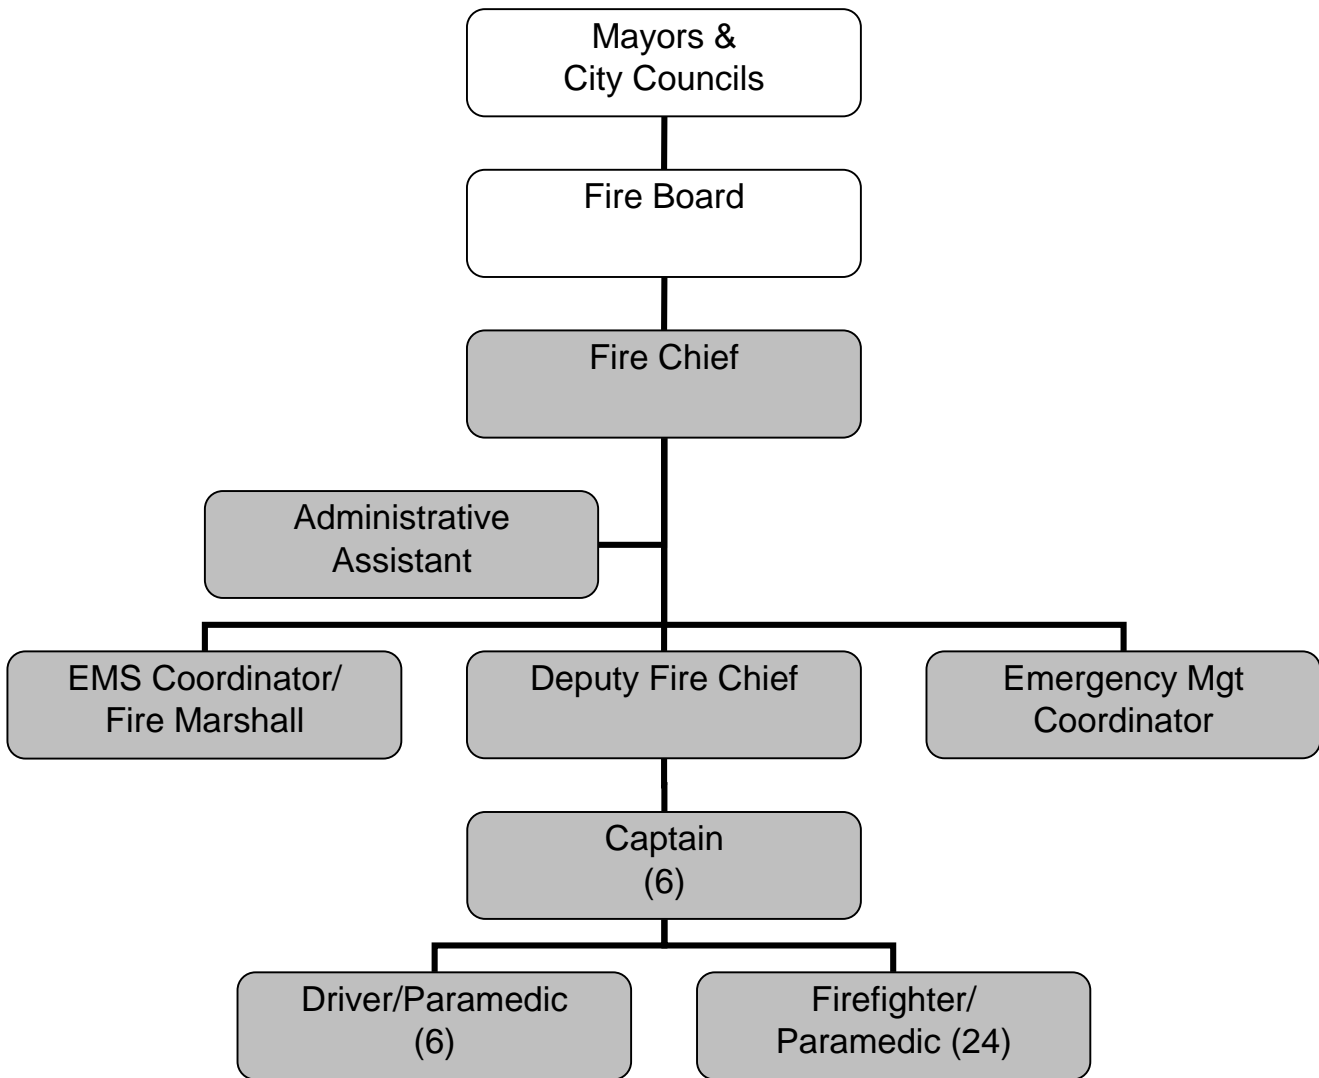 Mayors &
City Councils
Fire Board
Fire Chief
Administrative
Assistant
EMS Coordinator/
Fire Marshall
Deputy Fire Chief
Emergency Mgt
Coordinator
Captain
(6)
Driver/Paramedic
(6)
Firefighter/
Paramedic (24)